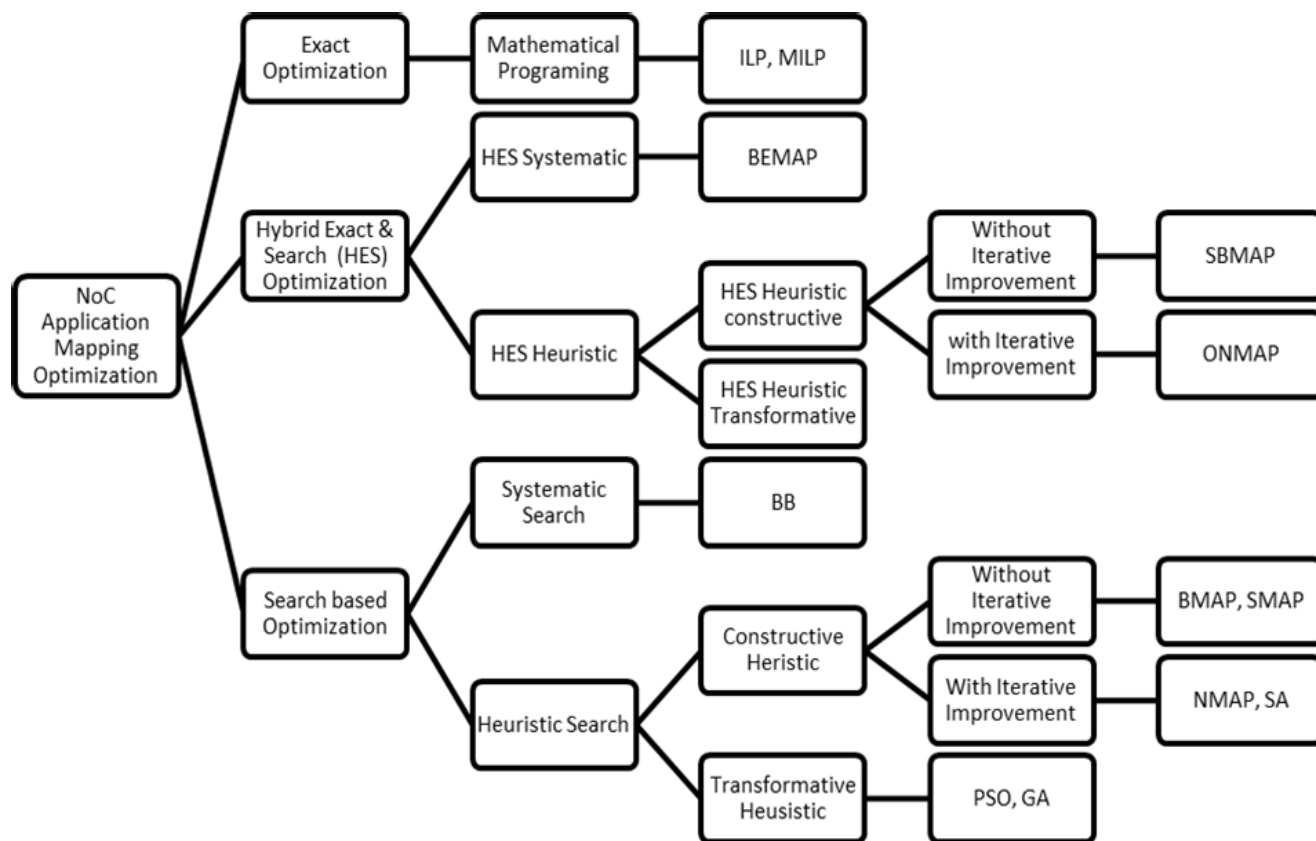 Exact
Optimization
Mathematical
Programing
ILP, MILP
HES Systematic
BEMAP
Hybrid Exact &
Search (HES)
Optimization
Without
Iterative
Improvement
SBMAP
NoC
Application
Mapping
Optimization
HES Heuristic
constructive
HES Heuristic
with Iterative
Improvement
ONMAP
HES Heuristic
Transformative
Systematic
Search
BB
Search based
Optimization
Without
Iterative
Improvement
BMAP, SMAP
Constructive
Heristic
With Iterative
Improvement
NMAP, SA
Heuristic Search
Transformative
Heusistic
PSO, GA